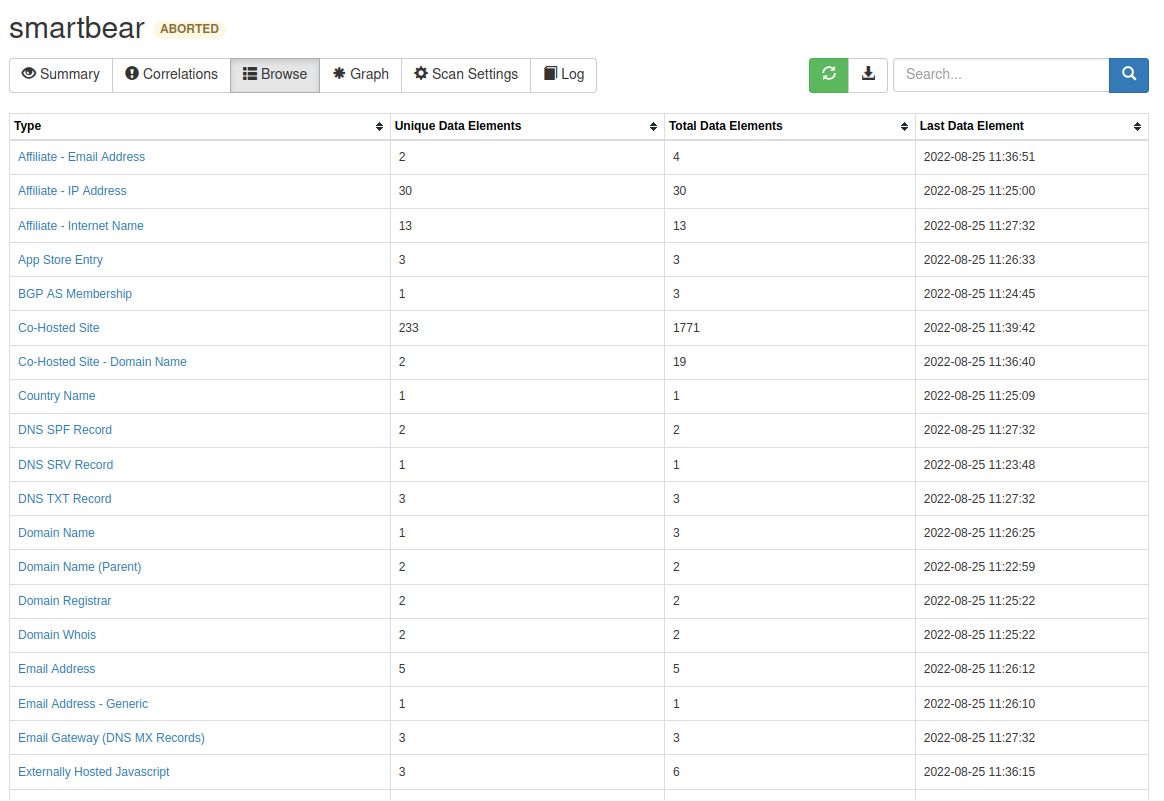 smartbear ABORTED
Summary Correlations Browse Graph Scan Settings Log Search...
Type Unique Data Elements Total Data Elements Last Data Element
Affiliate - Email Address 2 4 2022-08-25 11:36:51
Affiliate - IP Address 30 30 2022-08-25 11:25:00
Affiliate - Internet Name 13 13 2022-08-25 11:27:32
App Store Entry 3 3 2022-08-25 11:26:33
BGP AS Membership 1 3 2022-08-25 11:24:45
Co-Hosted Site 233 1771 2022-08-25 11:39:42
Co-Hosted Site - Domain Name 2 19 2022-08-25 11:36:40
Country Name 1 1 2022-08-25 11:25:09
DNS SPF Record 2 2 2022-08-25 11:27:32
DNS SRV Record 1 1 2022-08-25 11:23:48
DNS TXT Record 3 3 2022-08-25 11:27:32
Domain Name 1 3 2022-08-25 11:26:25
Domain Name (Parent) 2 2 2022-08-25 11:22:59
Domain Registrar 2 2 2022-08-25 11:25:22
Domain Whois 2 2 2022-08-25 11:25:22
Email Address 5 5 2022-08-25 11:26:12
Email Address - Generic 1 1 2022-08-25 11:26:10
Email Gateway (DNS MX Records) 3 3 2022-08-25 11:27:32
Externally Hosted Javascript 3 6 2022-08-25 11:36:15